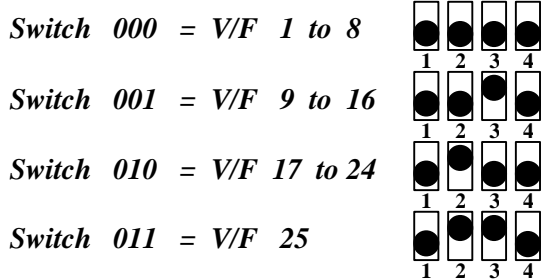 Switch 000 = V/F 1 to 8
1 2 3 4
Switch 001 = V/F 9 to 16
1 2 3 4
Switch 010 = V/F 17 to 24
1 2 3 4
Switch 011 = V/F 25
1 2 3 4